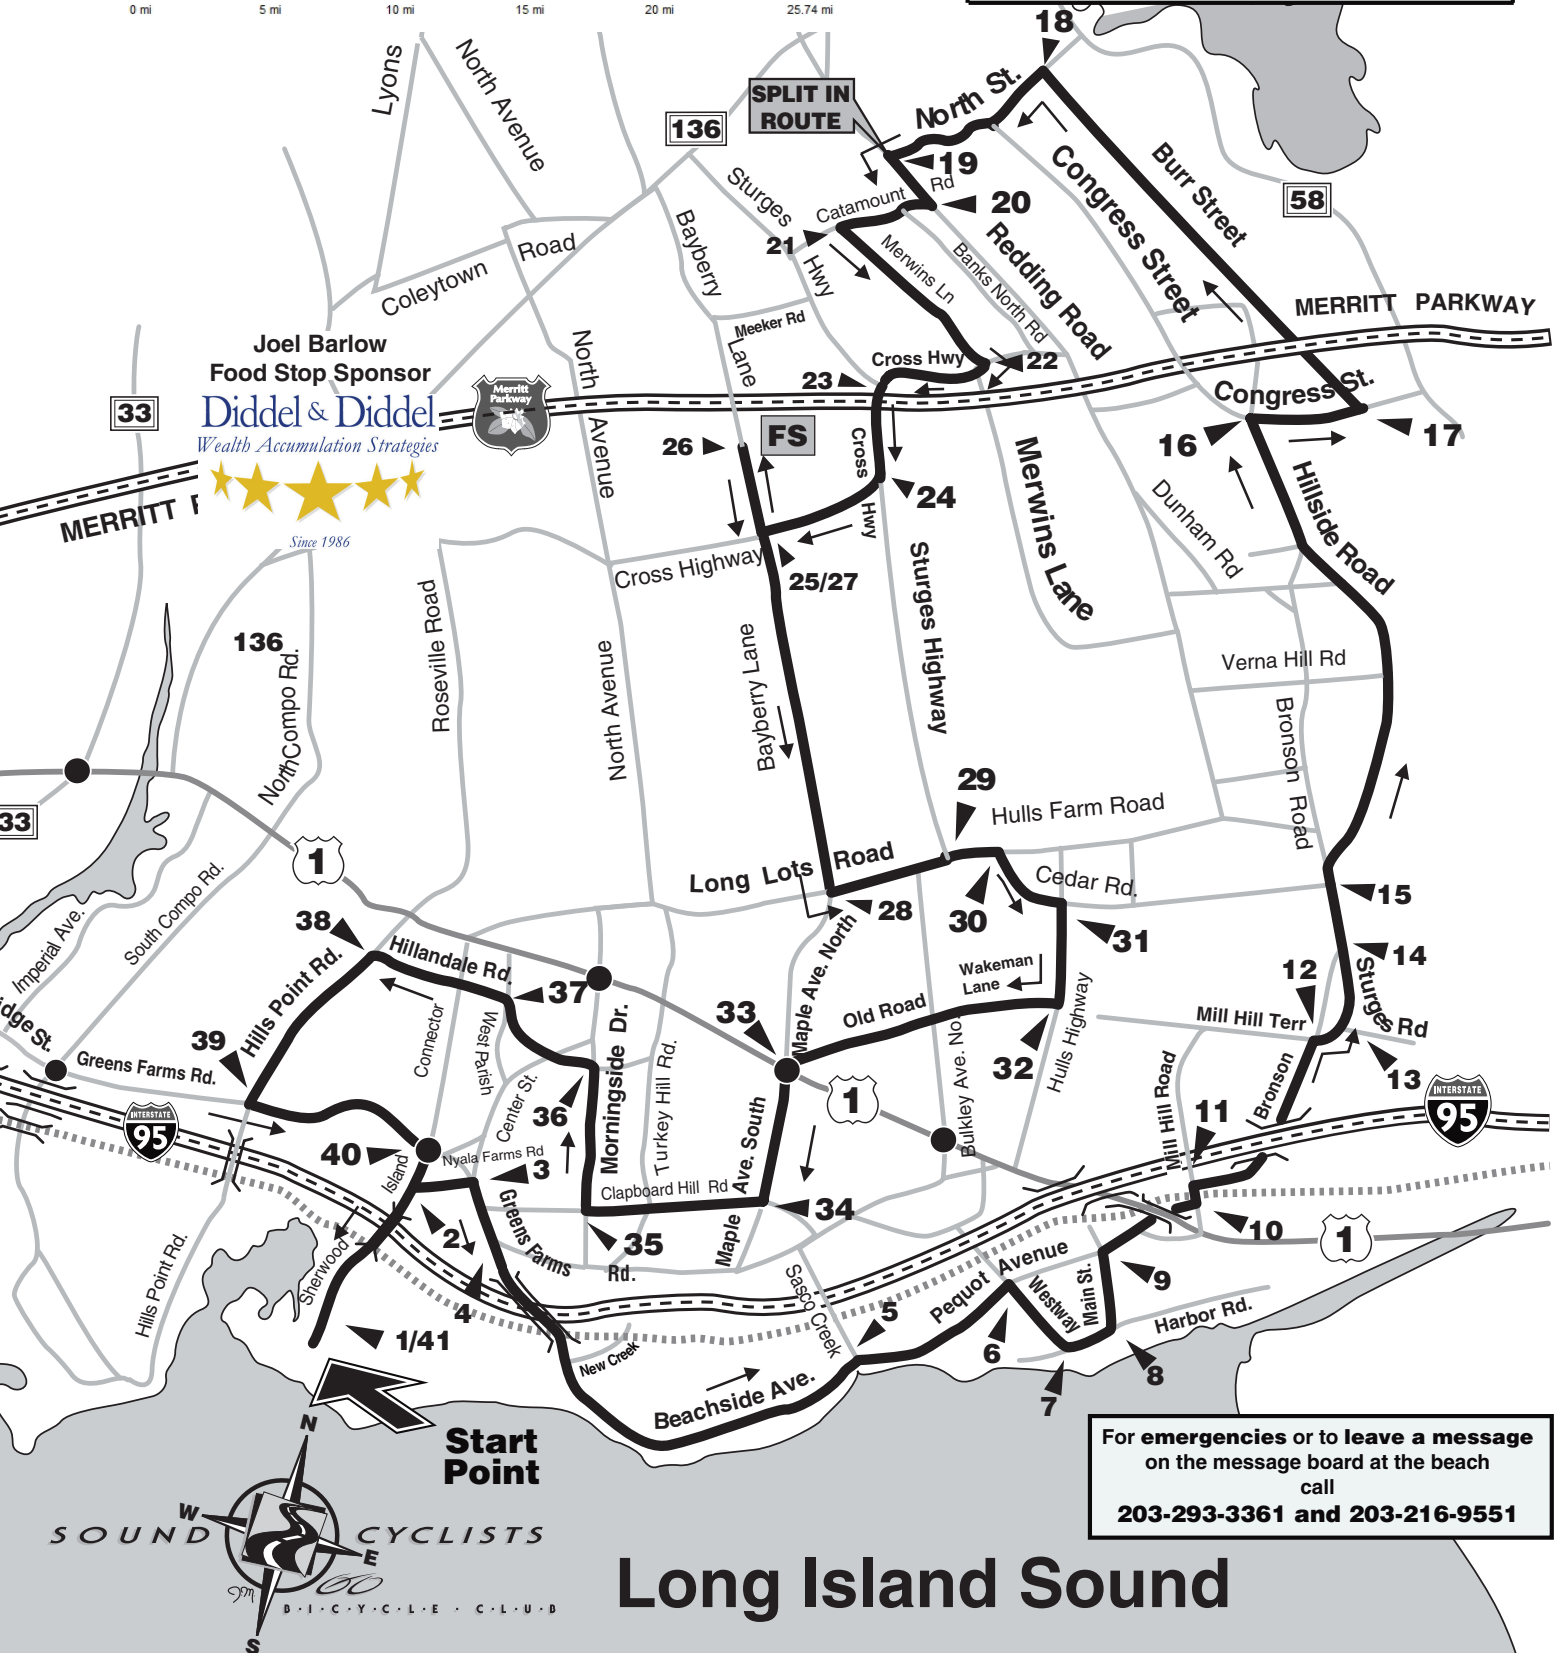 0 mi
5 mi
10 mi
15 mi
20 mi
25.74 mi
18
Lyons
North Avenue
136
SPLIT IN
ROUTE
North St.
19
Rd
20
Sturges
Hwy
Catamount
21
Bayberry
Lane
Merwins Ln
Banks North Rd
Redding Road
Congress Street
Burr Street
58
Coleytown
Road
Meeker Rd
MERRITT PARKWAY
Joel Barlow
Food Stop Sponsor
Diddel & Diddel
Wealth Accumulation Strategies
Since 1986
33
Merritt
Parkway
North
Avenue
Cross Hwy
22
23
Congress St.
16
17
26
FS
Cross
Hwy
24
MERRITT P
Merwins Lane
Dunham Rd
Hillside Road
Cross Highway
25/27
136
North Compo Rd.
Roseville Road
North Avenue
Bayberry Lane
Sturges Highway
Verna Hill Rd
Bronson Road
33
1
29
Hulls Farm Road
Long Lots Road
28
30
Cedar Rd.
31
15
14
12
Sturges Rd
South Compo Rd.
Imperial Ave.
idge St.
38
Hillandale Rd.
37
Hills Point Rd.
39
Greens Farms Rd.
Connector
West Parish
Center St.
36
Morningside Dr.
Turkey Hill Rd.
33
Maple Ave. North
Old Road
Wakeman
Lane
32
Hulls Highway
Bulkley Ave. No.
Mill Hill Terr
13
Bronson
Mill Hill Road
11
1
INTERSTATE
95
INTERSTATE
95
40
Island
Nyala Farms Rd
3
Clapboard Hill Rd
Maple Ave. South
34
35
Greens Farms Rd.
2
4
Sherwood
Hills Point Rd.
1/41
Sasco Creek
5
Pequot Avenue
Westway
Main St.
10
1
9
Harbor Rd.
6
7
8
New Creek
Beachside Ave.
Start
Point
For emergencies or to leave a message
on the message board at the beach
call
203-293-3361 and 203-216-9551
N
W
E
S
SOUND CYCLISTS
B·I·C·Y·C·L·E · C·L·U·B
Long Island Sound